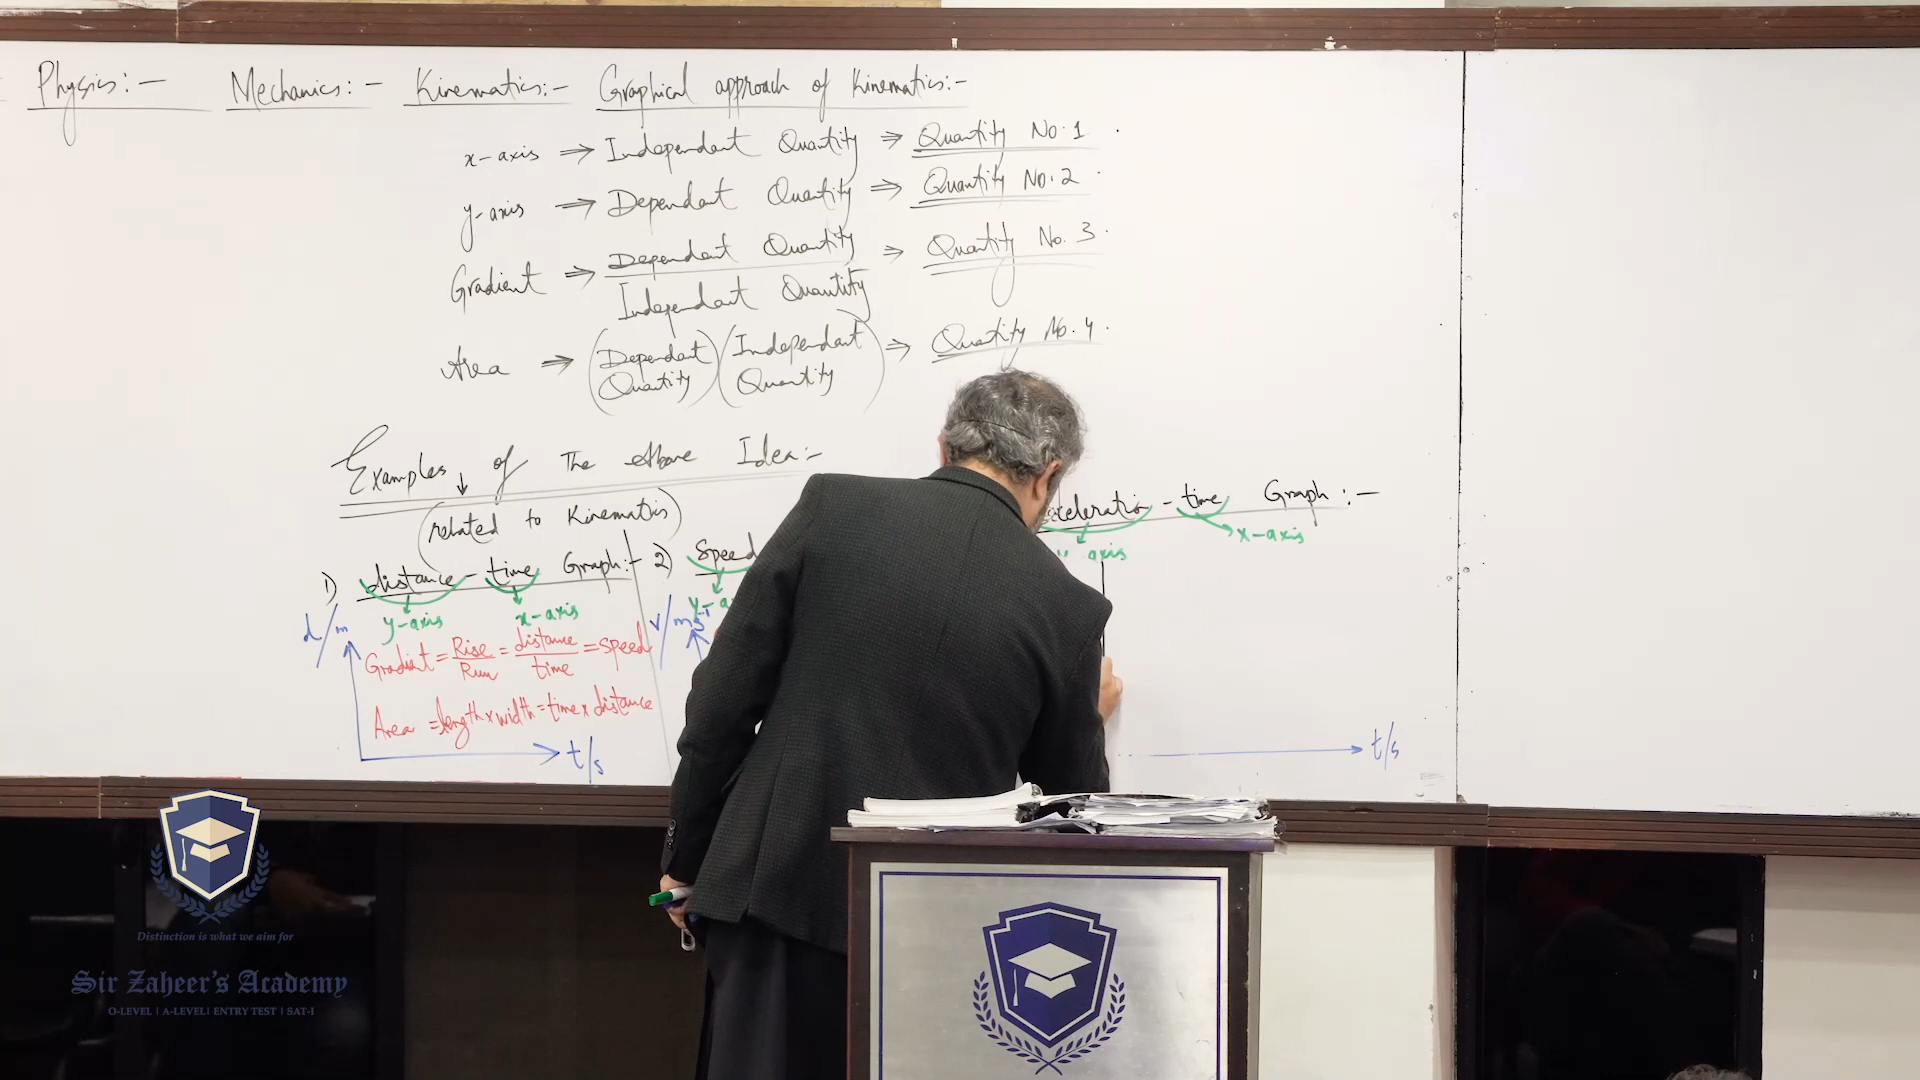 Physics:- Mechanics:- Kinematics:- Graphical approach of Kinematics:-
x-axis ⇒ Independant Quantity ⇒ Quantity No.1.
y-axis ⇒ Dependant Quantity ⇒ Quantity No.2.
Gradient ⇒ Dependant Quantity / Independant Quantity ⇒ Quantity No.3.
Area ⇒ (Dependant Quantity)(Independant Quantity) ⇒ Quantity No.4.
Examples of The Above Idea:-
(related to Kinematics)
1) distance-time Graph:-
y-axis x-axis
d/m
Gradient = Rise/Run = distance/time = speed
Area = length x width = time x distance
t/s
2) Speed
v/ms-1
celeration-time Graph:-
axis x-axis
t/s
Distinction is what we aim for
Sir Zaheer's Academy
O-LEVEL | A-LEVEL | ENTRY TEST | SAT-I